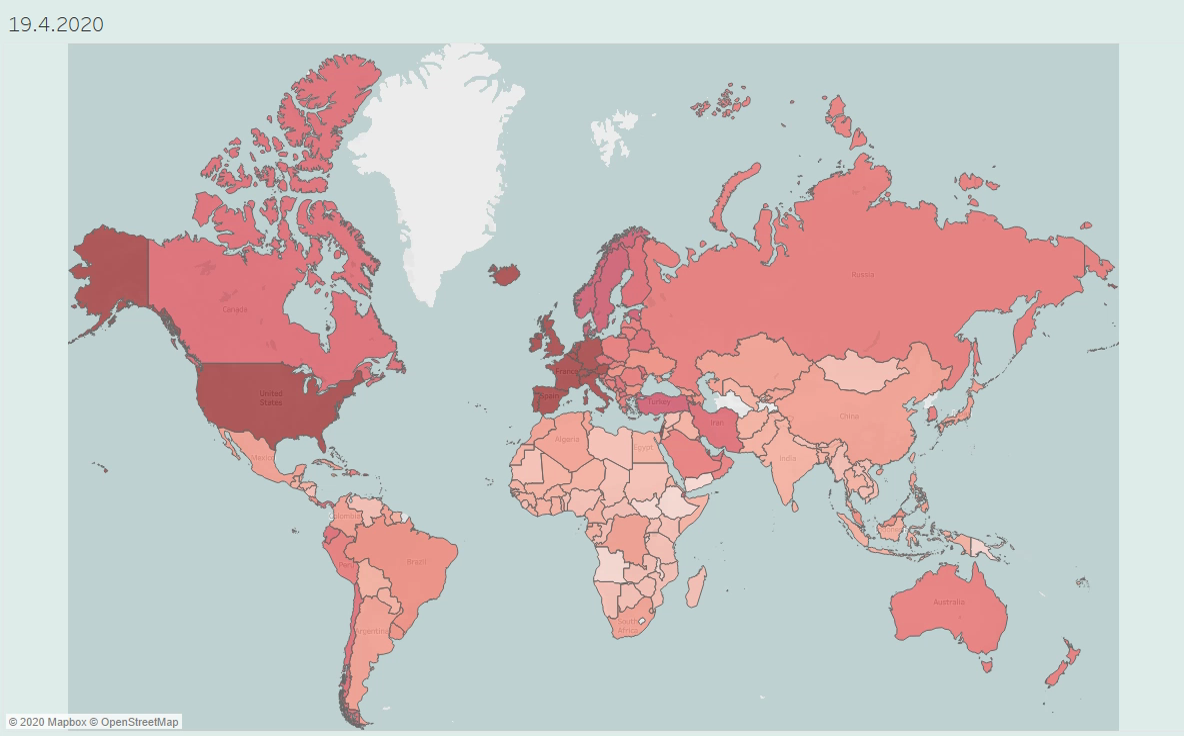 19.4.2020
Canada
Russia
United
States
France
Spain
Turkey
Iran
China
India
Algeria
Egypt
Mexico
Colombia
Peru
Brazil
Argentina
South
Africa
Australia
© 2020 Mapbox © OpenStreetMap